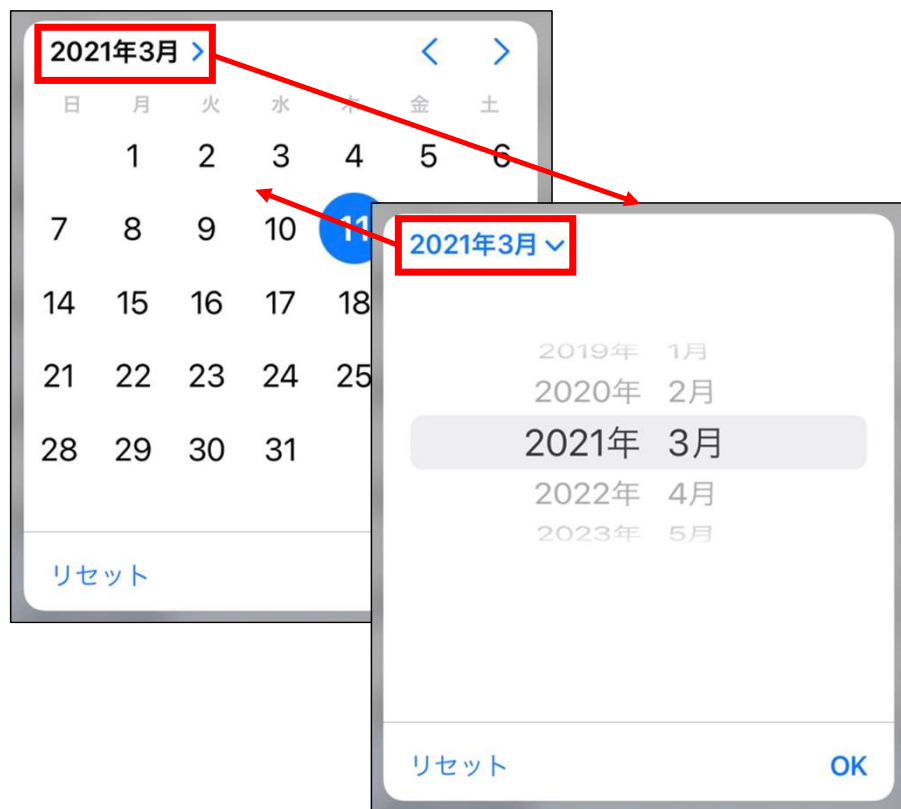 2021年3月 >
< >
日 月 火 水 木 金 土
1 2 3 4 5 6
7 8 9 10 11
14 15 16 17 18
21 22 23 24 25
28 29 30 31
リセット
2021年3月
2019年 1月
2020年 2月
2021年 3月
2022年 4月
2023年 5月
リセット OK